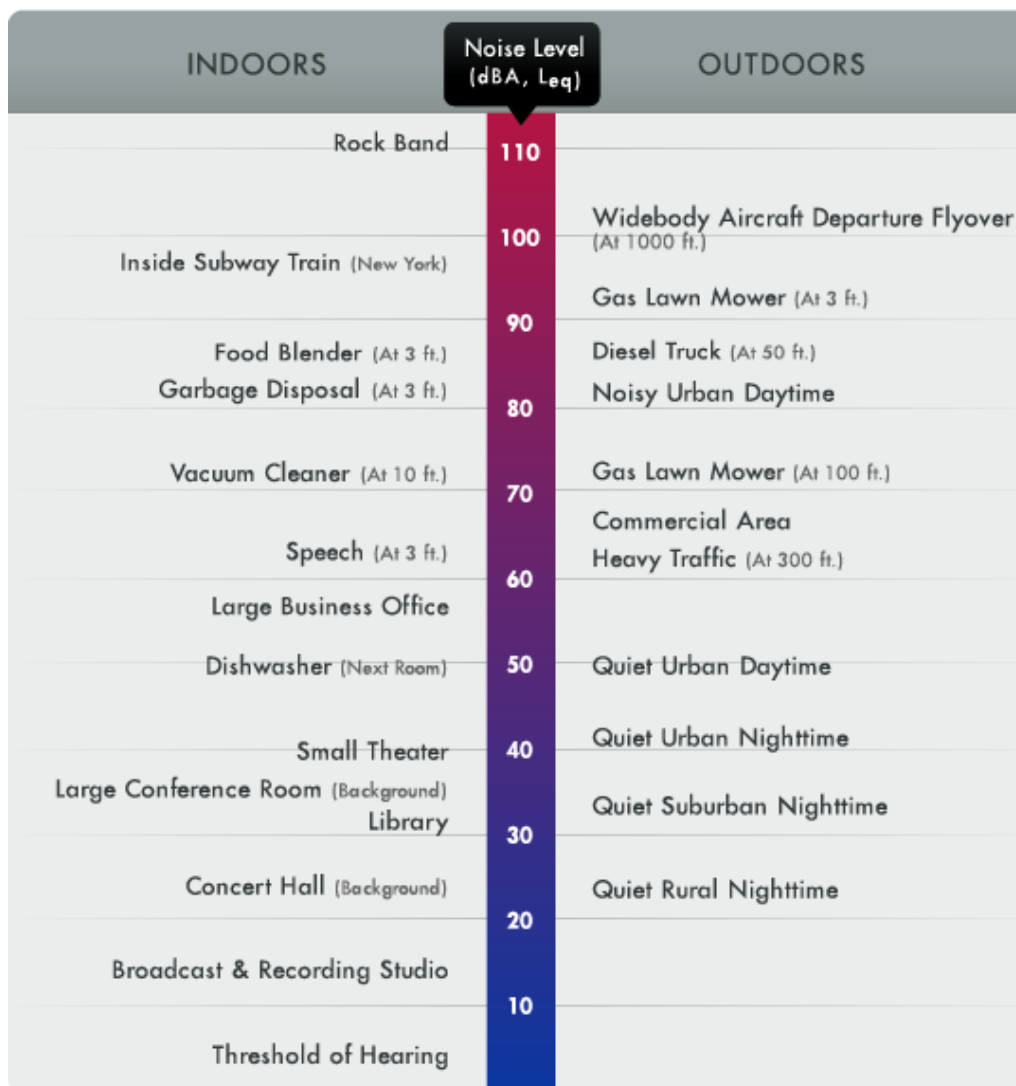 INDOORS
Noise Level
(dBA, Leq)
OUTDOORS
Rock Band
110
Widebody Aircraft Departure Flyover
100
(At 1000 ft.)
Inside Subway Train (New York)
Gas Lawn Mower (At 3 ft.)
90
Food Blender (At 3 ft.)
Diesel Truck (At 50 ft.)
Garbage Disposal (At 3 ft.)
Noisy Urban Daytime
80
Vacuum Cleaner (At 10 ft.)
Gas Lawn Mower (At 100 ft.)
70
Commercial Area
Speech (At 3 ft.)
Heavy Traffic (At 300 ft.)
60
Large Business Office
Dishwasher (Next Room)
50
Quiet Urban Daytime
Quiet Urban Nighttime
Small Theater
40
Large Conference Room (Background)
Quiet Suburban Nighttime
Library
30
Concert Hall (Background)
Quiet Rural Nighttime
20
Broadcast & Recording Studio
10
Threshold of Hearing